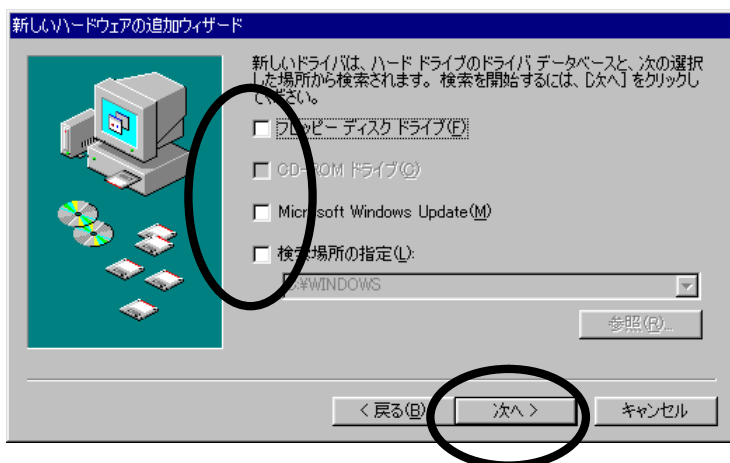 新しいハードウェアの追加ウィザード
新しいドライバは、ハード ドライブのドライバ データベースと、次の選択
した場所から検索されます。検索を開始するには、[次へ] をクリックし
てください。
フロッピー ディスク ドライブ(F)
CD-ROM ドライブ(C)
Microsoft Windows Update(M)
検索場所の指定(L):
C:¥WINDOWS
参照(R)...
< 戻る(B)
次へ >
キャンセル